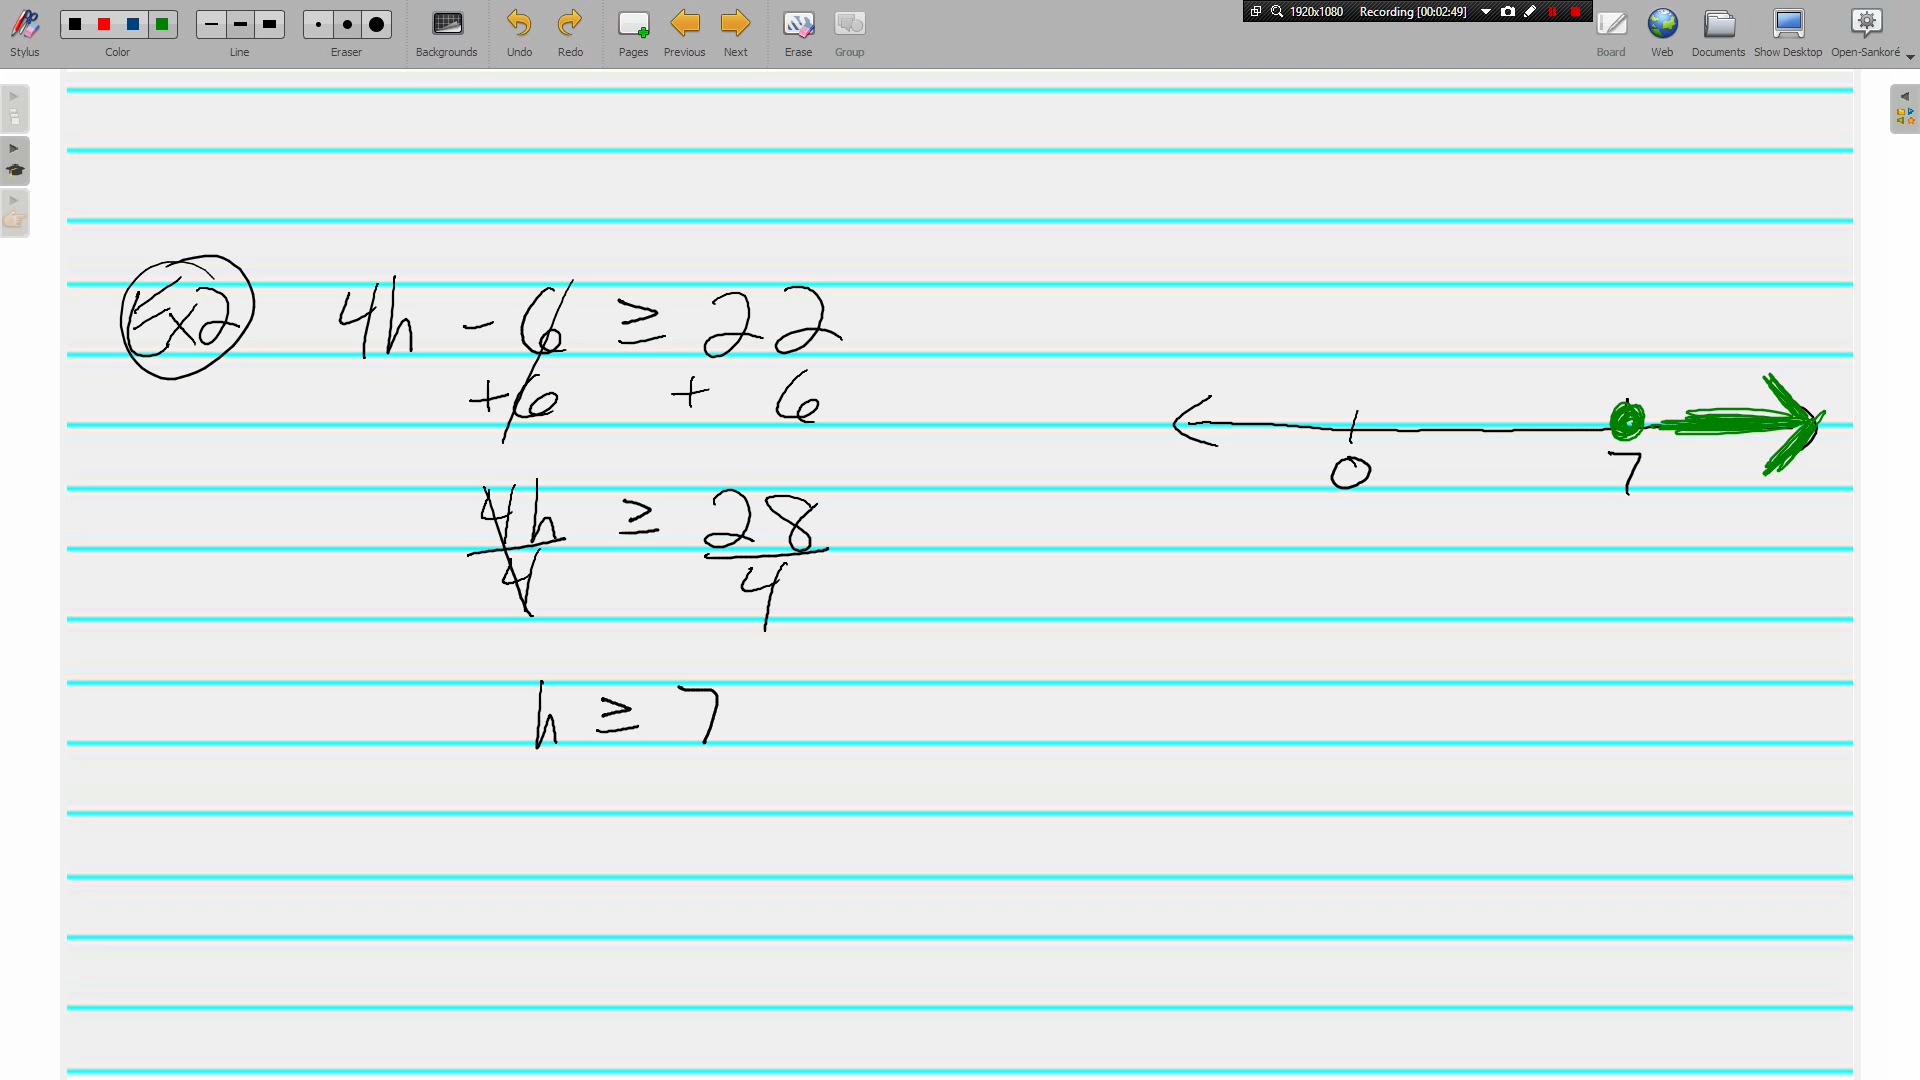 1920x1080 Recording [00:02:49]
Stylus Color Line Eraser Backgrounds Undo Redo Pages Previous Next Erase Group Board Web Documents Show Desktop Open-Sankoré
Ex2 4h - 6 ≥ 22
+6 + 6
0 7
4h ≥ 28
4 4
h ≥ 7